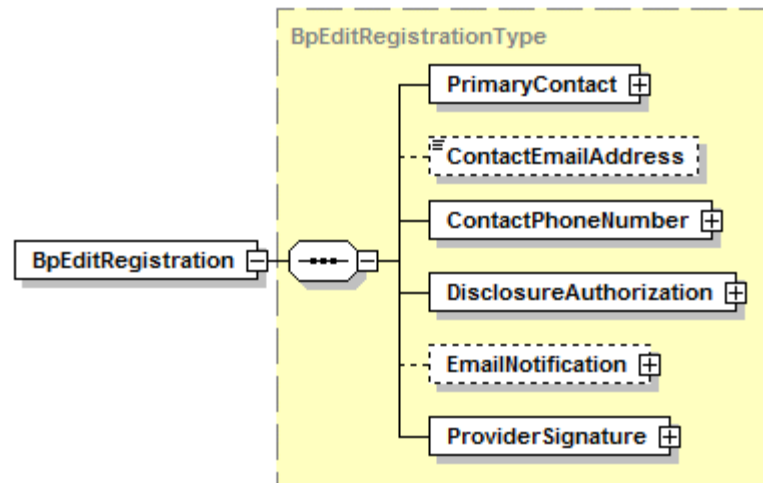 BpEditRegistrationType
PrimaryContact
ContactEmailAddress
ContactPhoneNumber
BpEditRegistration
DisclosureAuthorization
EmailNotification
ProviderSignature